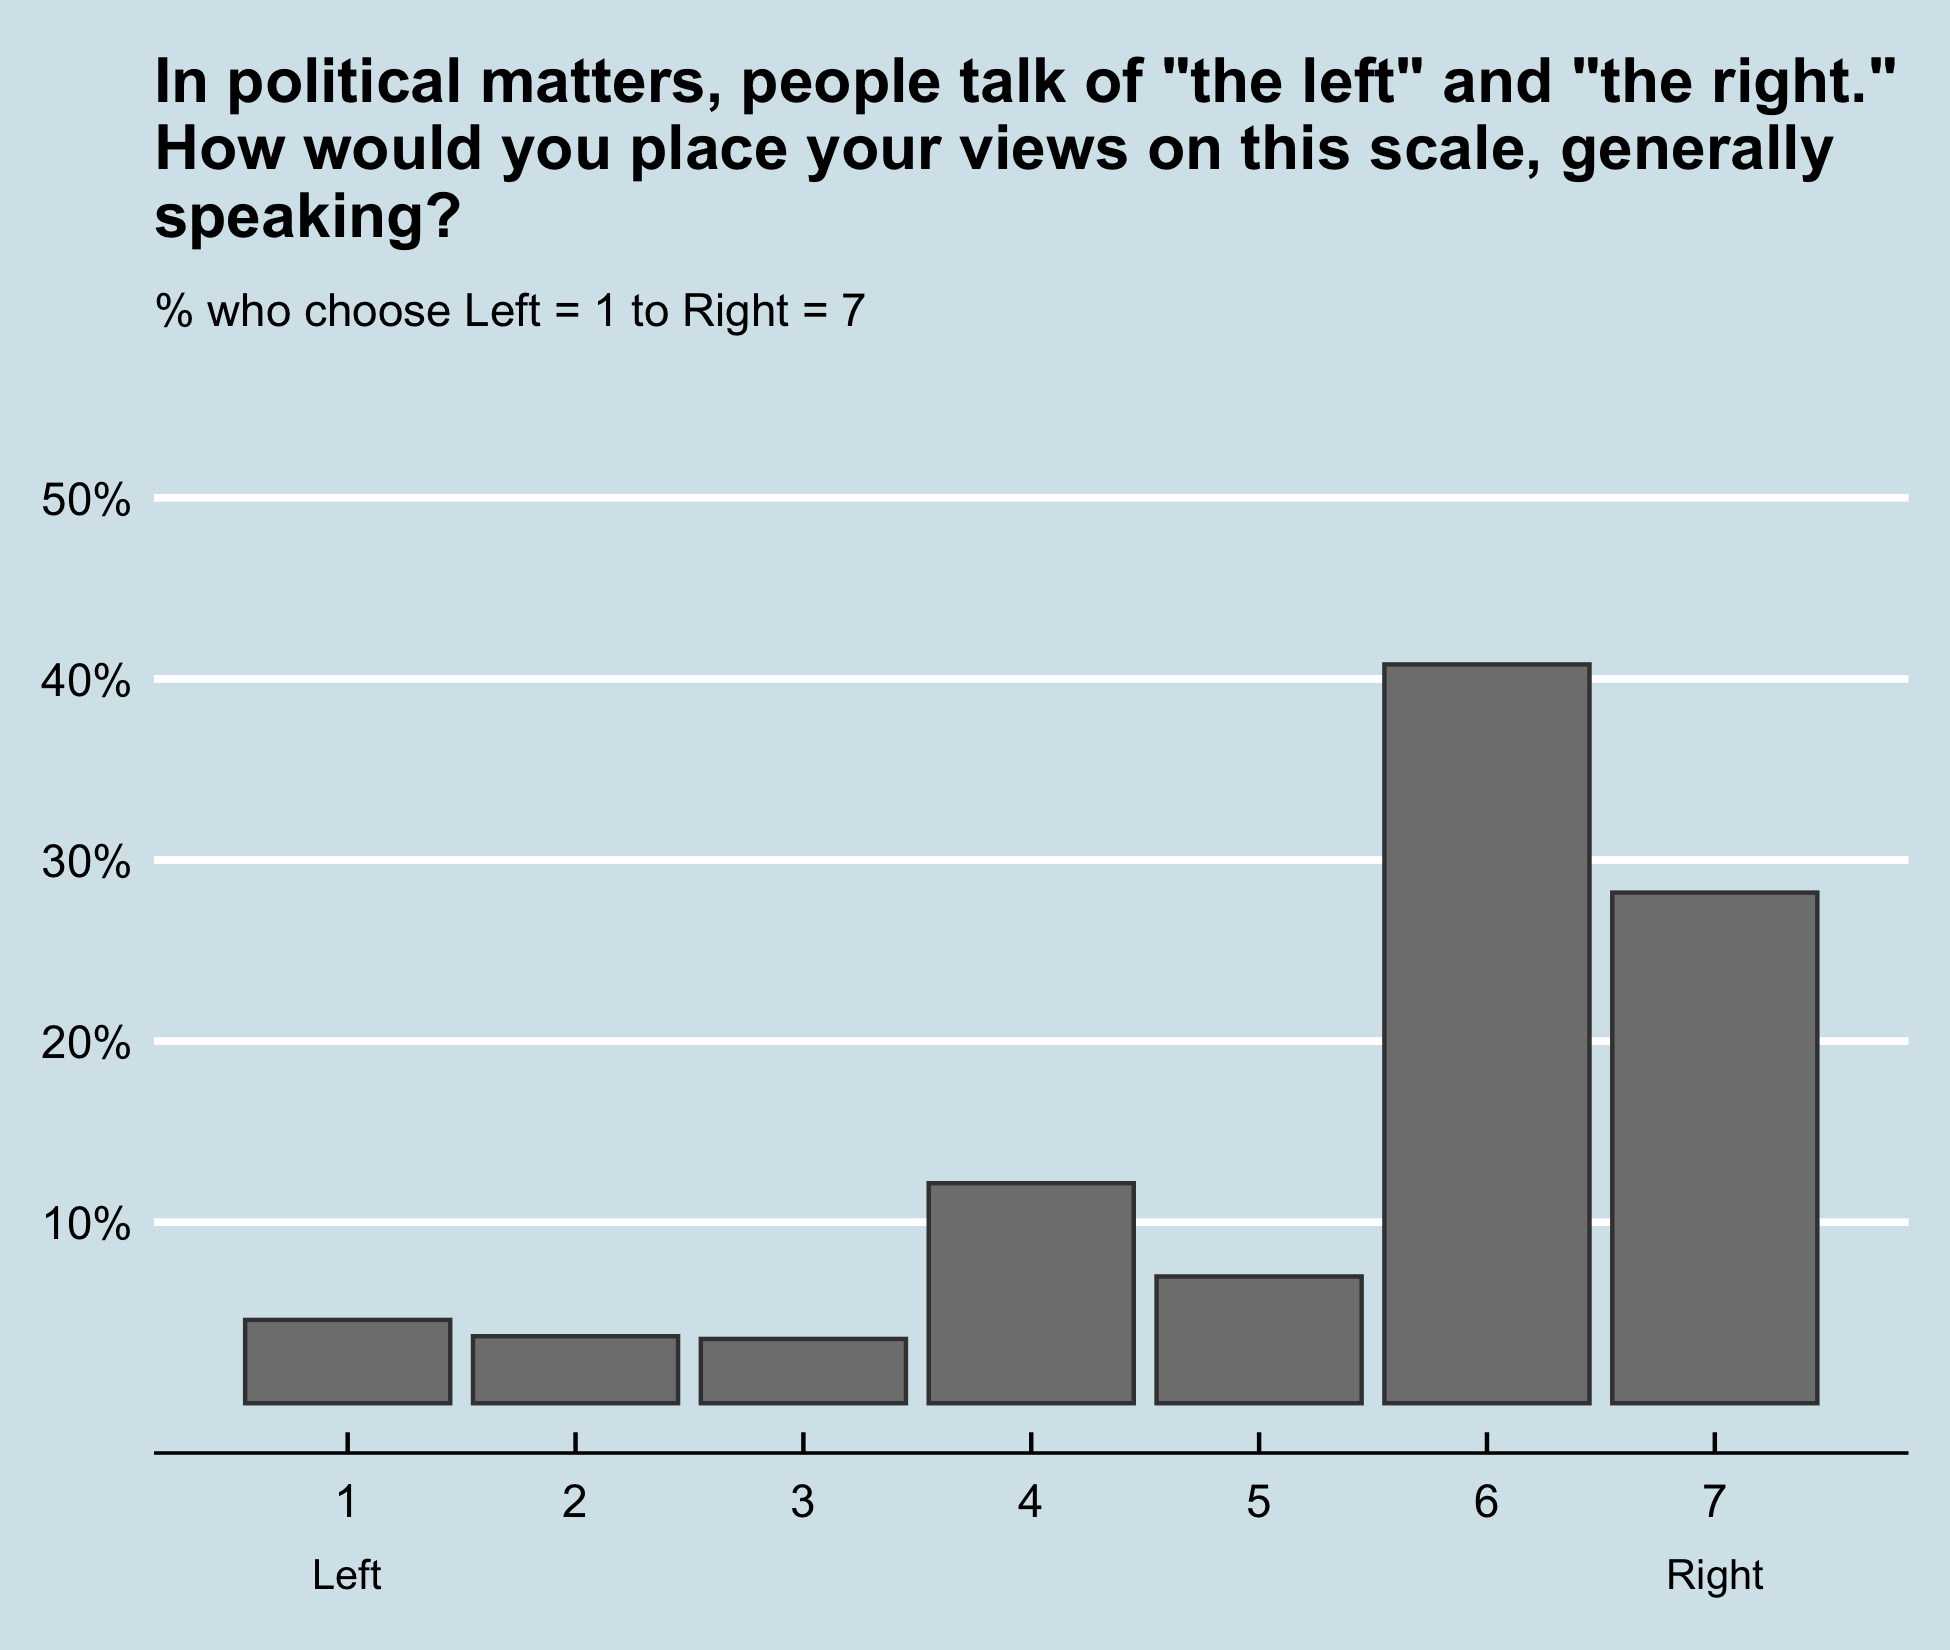 In political matters, people talk of "the left" and "the right."
How would you place your views on this scale, generally
speaking?
% who choose Left = 1 to Right = 7
50%
40%
30%
20%
10%
1 2 3 4 5 6 7
Left Right